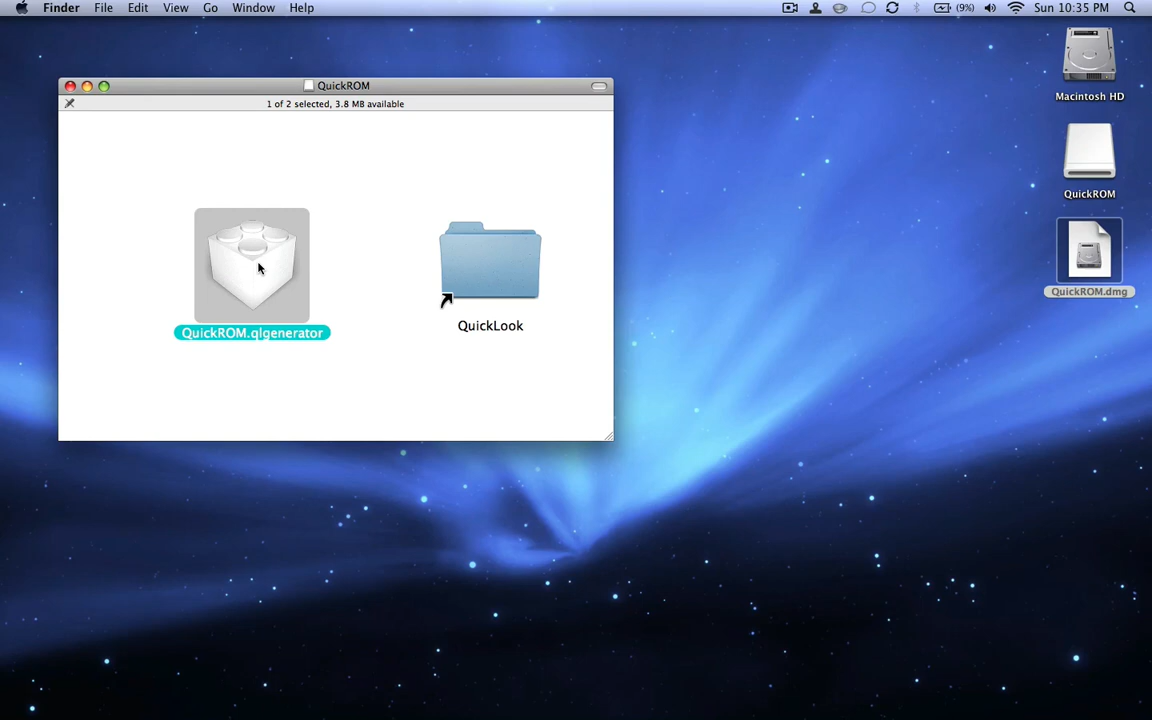 Finder File Edit View Go Window Help (9%) Sun 10:35 PM
QuickROM
1 of 2 selected, 3.8 MB available
QuickROM.qlgenerator
QuickLook
Macintosh HD
QuickROM
QuickROM.dmg